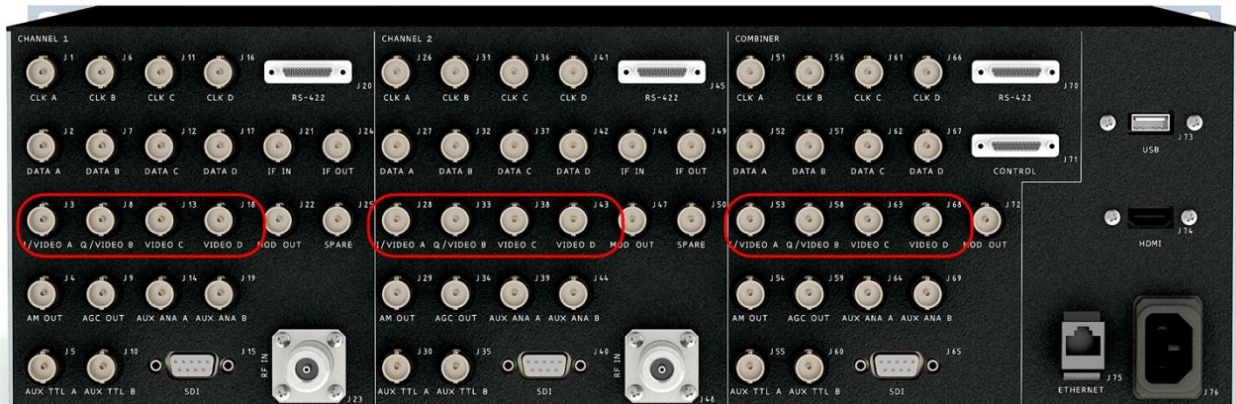 CHANNEL 1 CHANNEL 2 COMBINER
J1 J6 J11 J16 J26 J31 J36 J41 J51 J56 J61 J66
J20 J45 J70
CLK A CLK B CLK C CLK D RS-422 CLK A CLK B CLK C CLK D RS-422 CLK A CLK B CLK C CLK D RS-422
J2 J7 J12 J17 J21 J24 J27 J32 J37 J42 J46 J49 J52 J57 J62 J67 J71 J73
USB
DATA A DATA B DATA C DATA D IF IN IF OUT DATA A DATA B DATA C DATA D IF IN IF OUT DATA A DATA B DATA C DATA D CONTROL
J3 J8 J13 J18 J22 J25 J28 J33 J38 J43 J47 J50 J53 J58 J63 J68 J72 J74
I/VIDEO A Q/VIDEO B VIDEO C VIDEO D MOD OUT SPARE I/VIDEO A Q/VIDEO B VIDEO C VIDEO D MOD OUT SPARE I/VIDEO A Q/VIDEO B VIDEO C VIDEO D MOD OUT HDMI
J4 J9 J14 J19 J29 J34 J39 J44 J54 J59 J64 J69
AM OUT AGC OUT AUX ANA A AUX ANA B AM OUT AGC OUT AUX ANA A AUX ANA B AM OUT AGC OUT AUX ANA A AUX ANA B
J5 J10 J15 RF IN J30 J35 J40 RF IN J55 J60 J65 J75
AUX TTL A AUX TTL B SDI J23 AUX TTL A AUX TTL B SDI J48 AUX TTL A AUX TTL B SDI ETHERNET J76